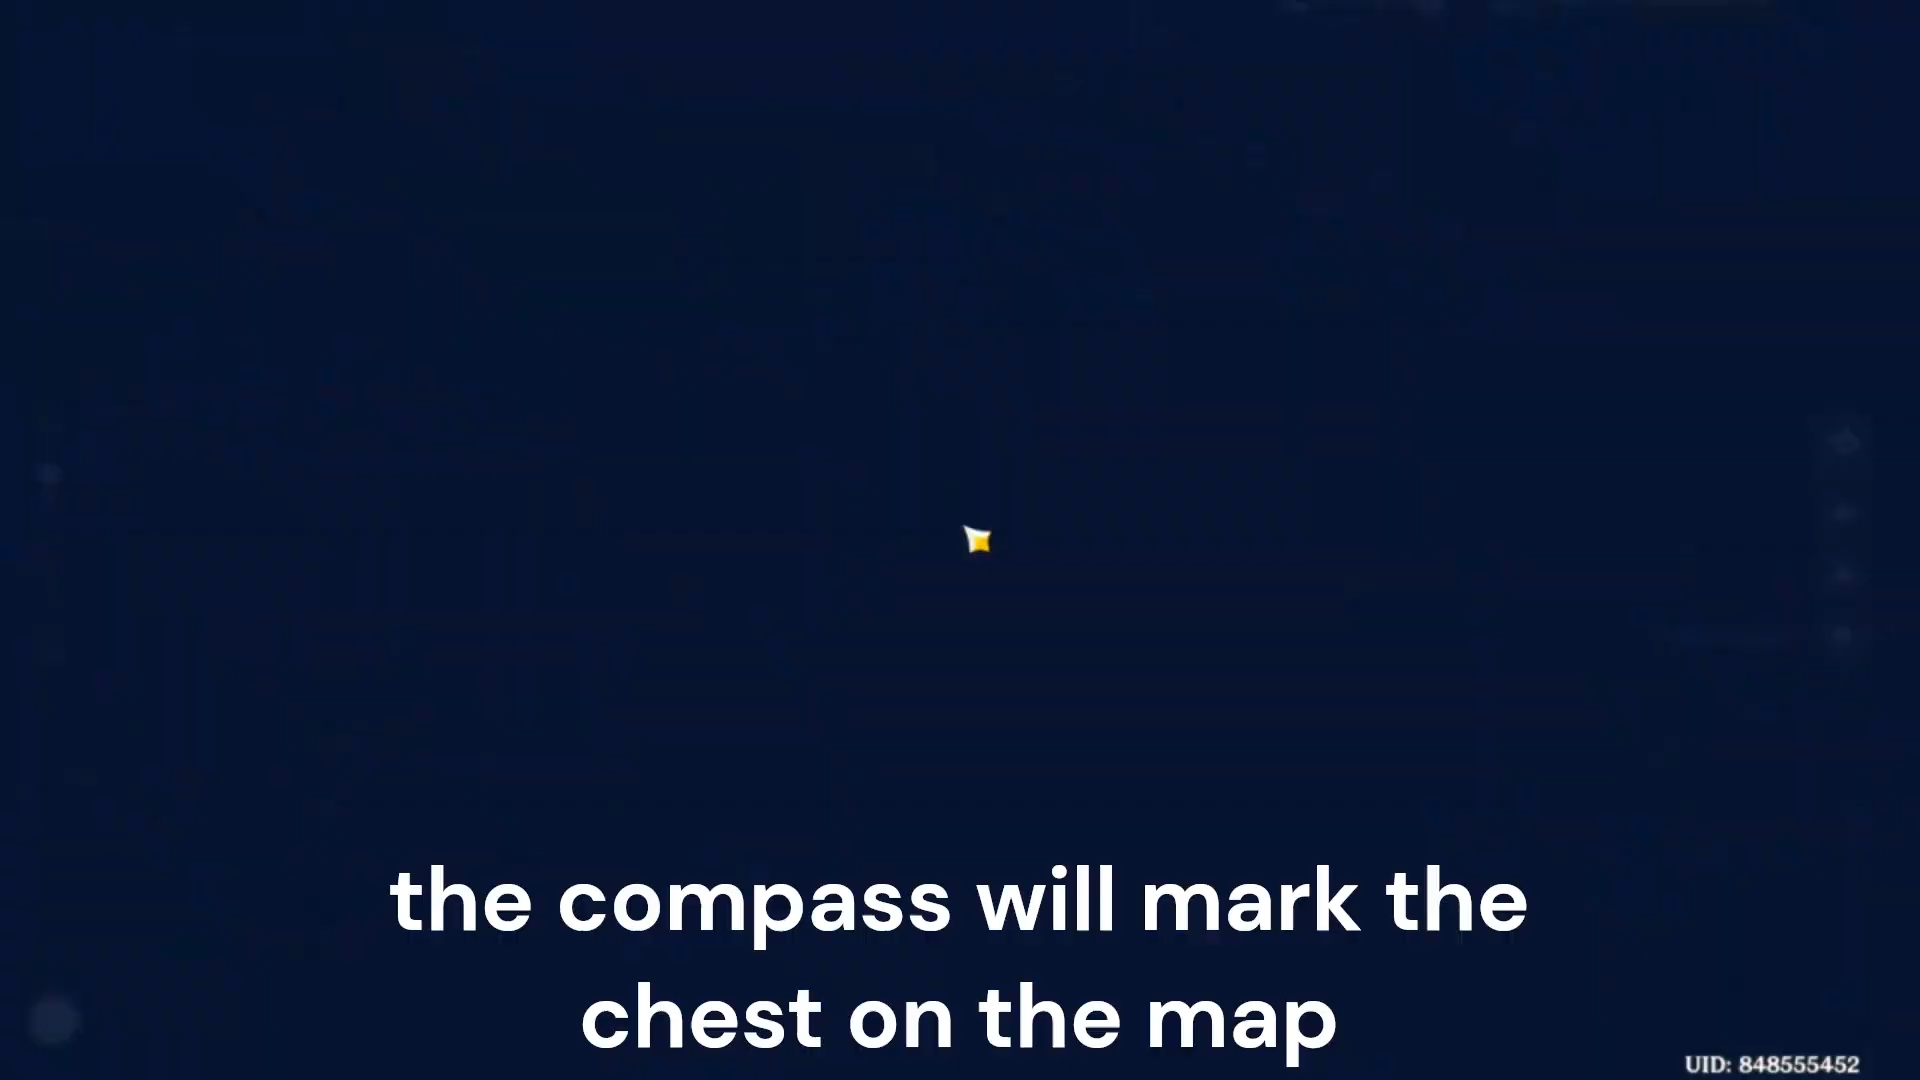 the compass will mark the
chest on the map
UID: 848555452